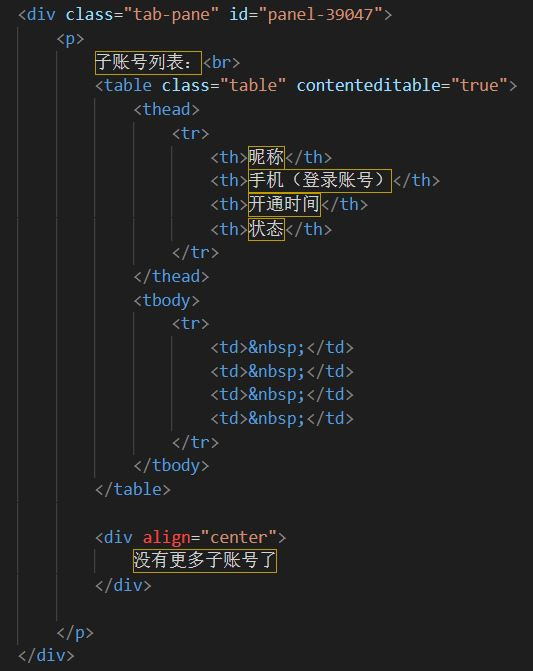 <div class="tab-pane" id="panel-39047">
<p>
子账号列表：<br>
<table class="table" contenteditable="true">
<thead>
<tr>
<th>昵称</th>
<th>手机（登录账号）</th>
<th>开通时间</th>
<th>状态</th>
</tr>
</thead>
<tbody>
<tr>
<td>&nbsp;</td>
<td>&nbsp;</td>
<td>&nbsp;</td>
<td>&nbsp;</td>
</tr>
</tbody>
</table>
<div align="center">
没有更多子账号了
</div>
</p>
</div>